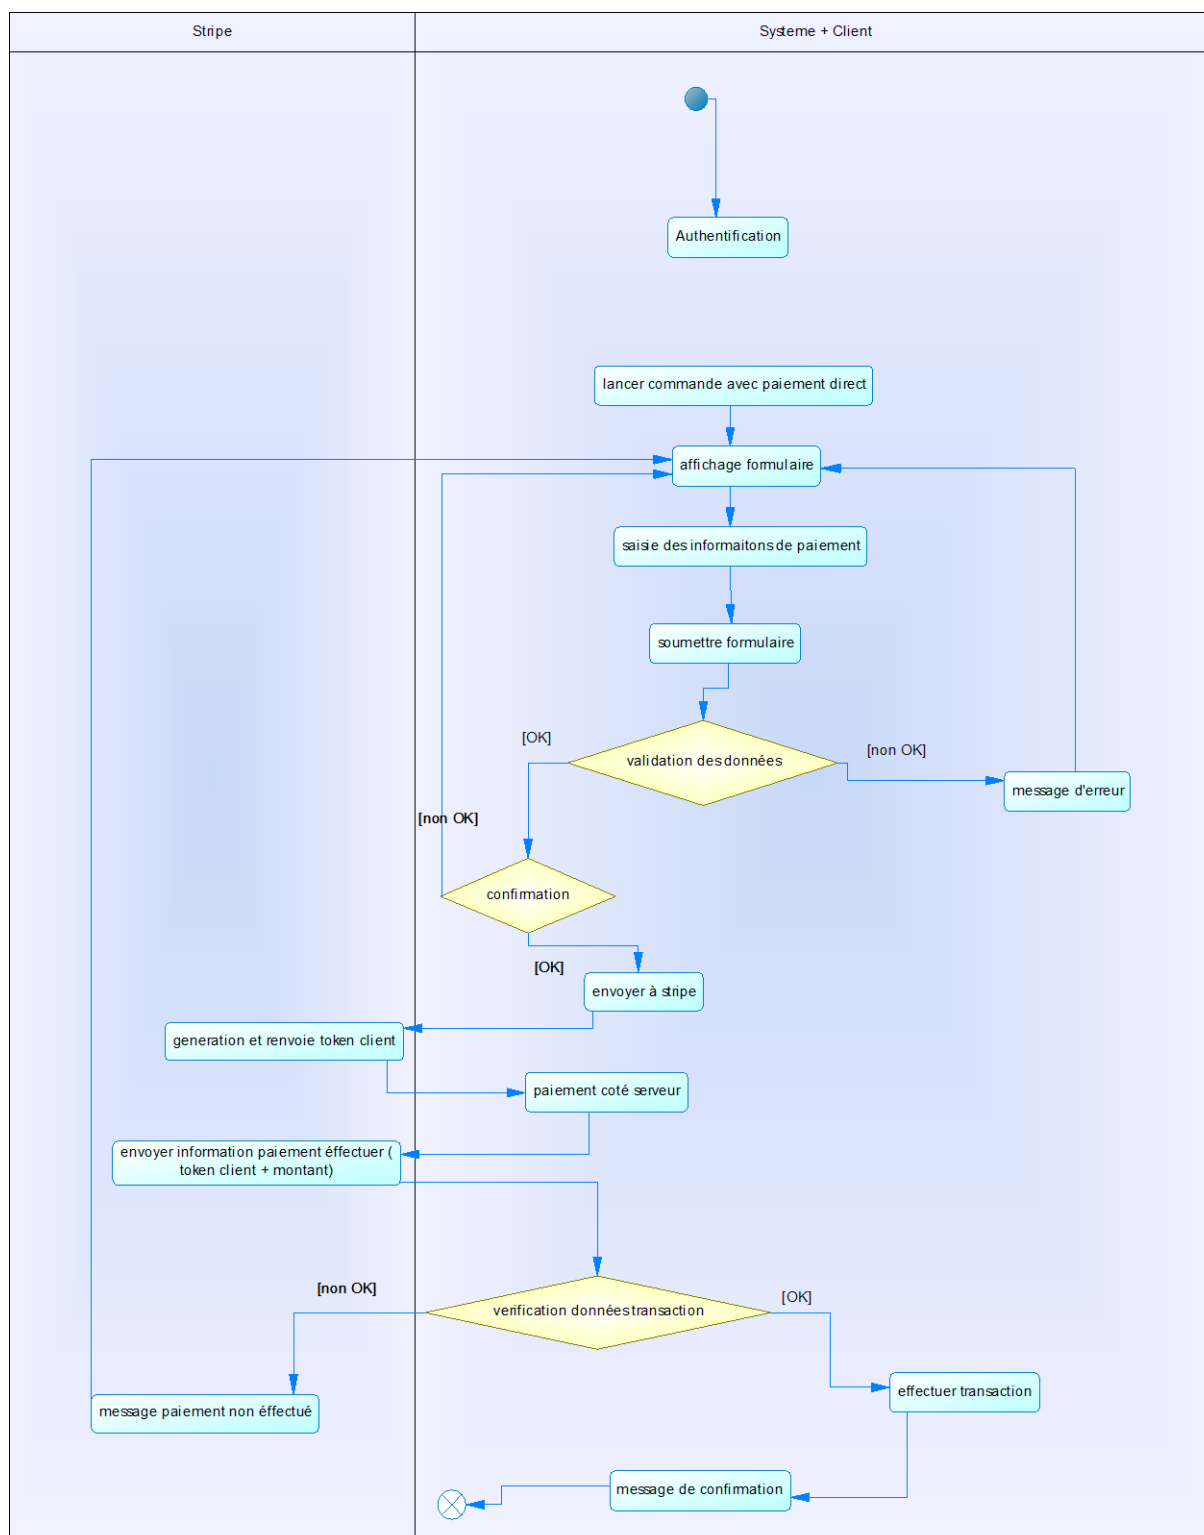 Stripe
Systeme + Client
Authentification
lancer commande avec paiement direct
affichage formulaire
saisie des informaitons de paiement
soumettre formulaire
[OK]
validation des données
[non OK]
message d'erreur
[non OK]
confirmation
[OK]
envoyer à stripe
generation et renvoie token client
paiement coté serveur
envoyer information paiement éffectuer (
token client + montant)
[non OK]
verification données transaction
[OK]
effectuer transaction
message paiement non éffectué
message de confirmation